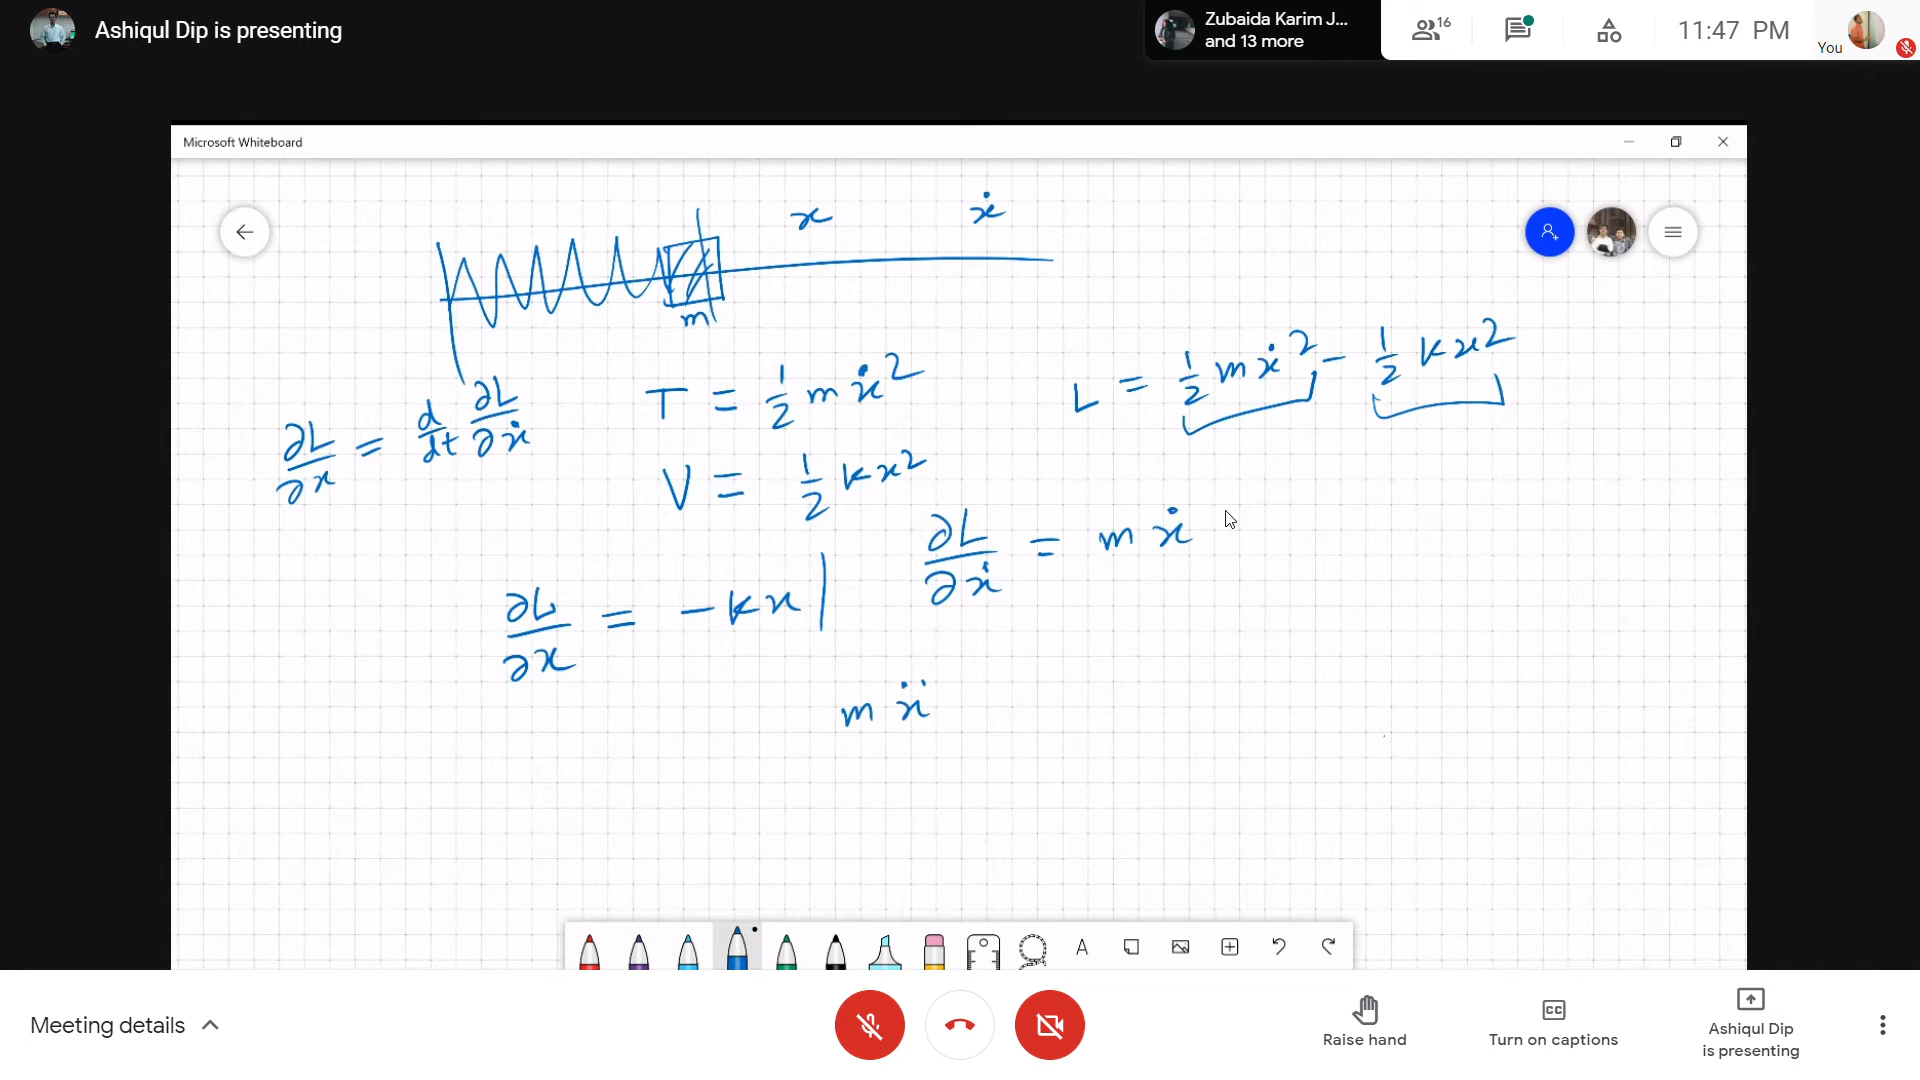 Ashiqul Dip is presenting
Zubaida Karim J...
and 13 more
16
11:47 PM
You
Microsoft Whiteboard
x ẋ
m
T = 1/2 m ẋ²
L = 1/2 m ẋ² - 1/2 k x²
∂L/∂x = d/dt ∂L/∂ẋ
V = 1/2 k x²
∂L/∂ẋ = m ẋ
∂L/∂x = - k x
m ẍ
A
Meeting details
Raise hand
CC
Turn on captions
Ashiqul Dip
is presenting